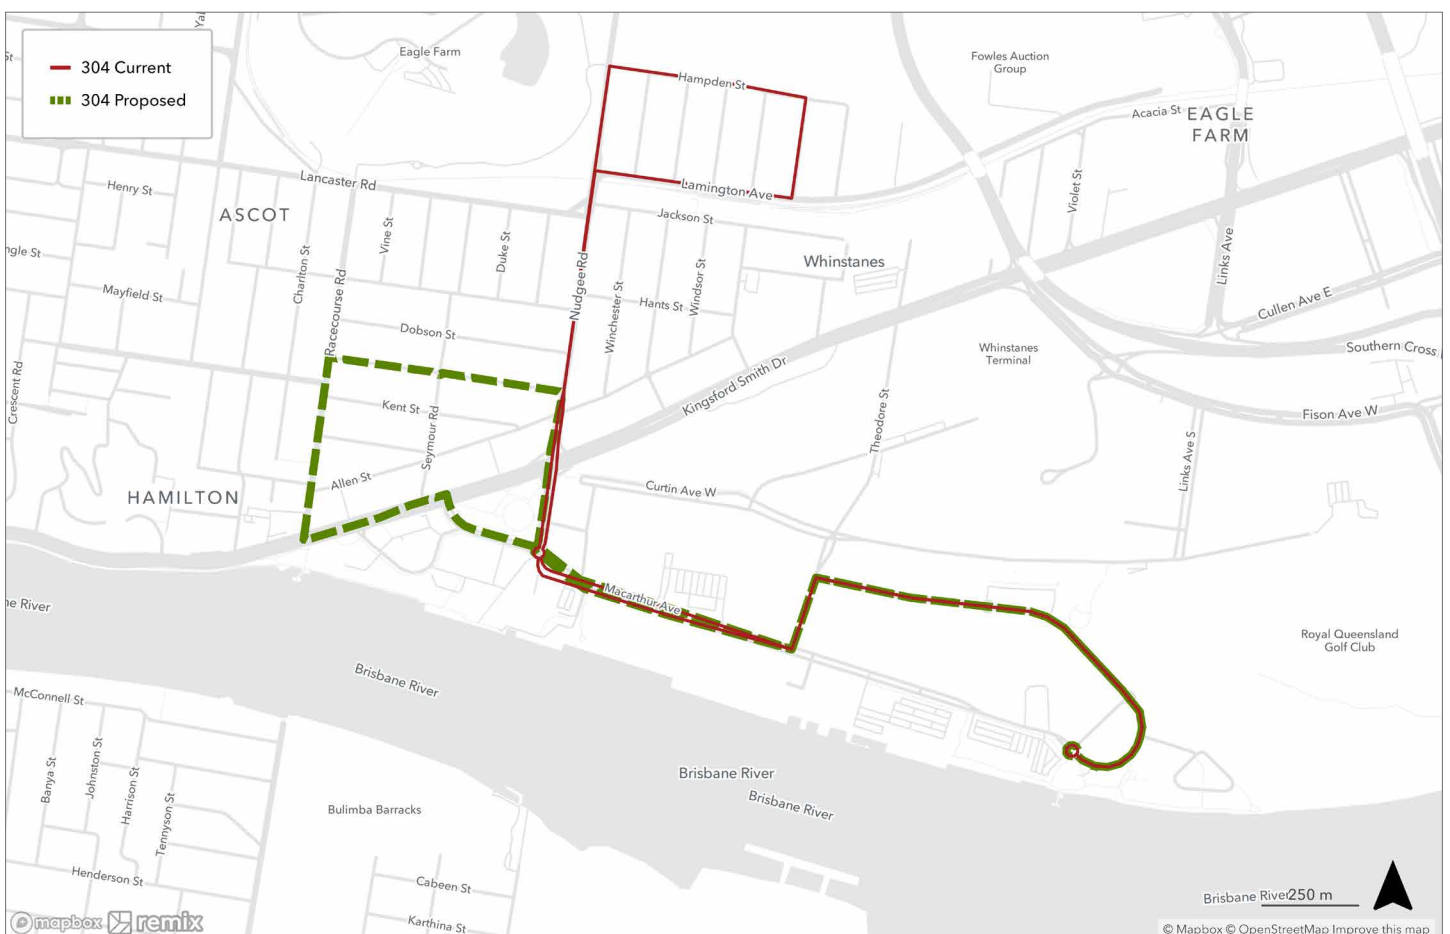 304 Current
304 Proposed
Eagle Farm
Fowles Auction
Group
Hampden St
Acacia St
EAGLE
FARM
Lancaster Rd
Henry St
Lamington Ave
Violet St
ASCOT
Jackson St
Vine St
Duke St
Charlton St
Racecourse Rd
Nudgee Rd
Whinstanes
Links Ave
Mayfield St
Winchester St
Windsor St
Hants St
Cullen Ave E
Dobson St
Whinstanes
Terminal
Southern Cross
Crescent Rd
Kingsford Smith Dr
Kent St
Seymour Rd
Theodore St
Fison Ave W
Links Ave S
Allen St
HAMILTON
Curtin Ave W
Macarthur Ave
Royal Queensland
Golf Club
Brisbane River
McConnell St
Banya St
Johnston St
Harrison St
Tennyson St
Brisbane River
Brisbane River
Bulimba Barracks
Henderson St
Cabeen St
Karthina St
Brisbane River
250 m
mapbox remix
© Mapbox © OpenStreetMap Improve this map